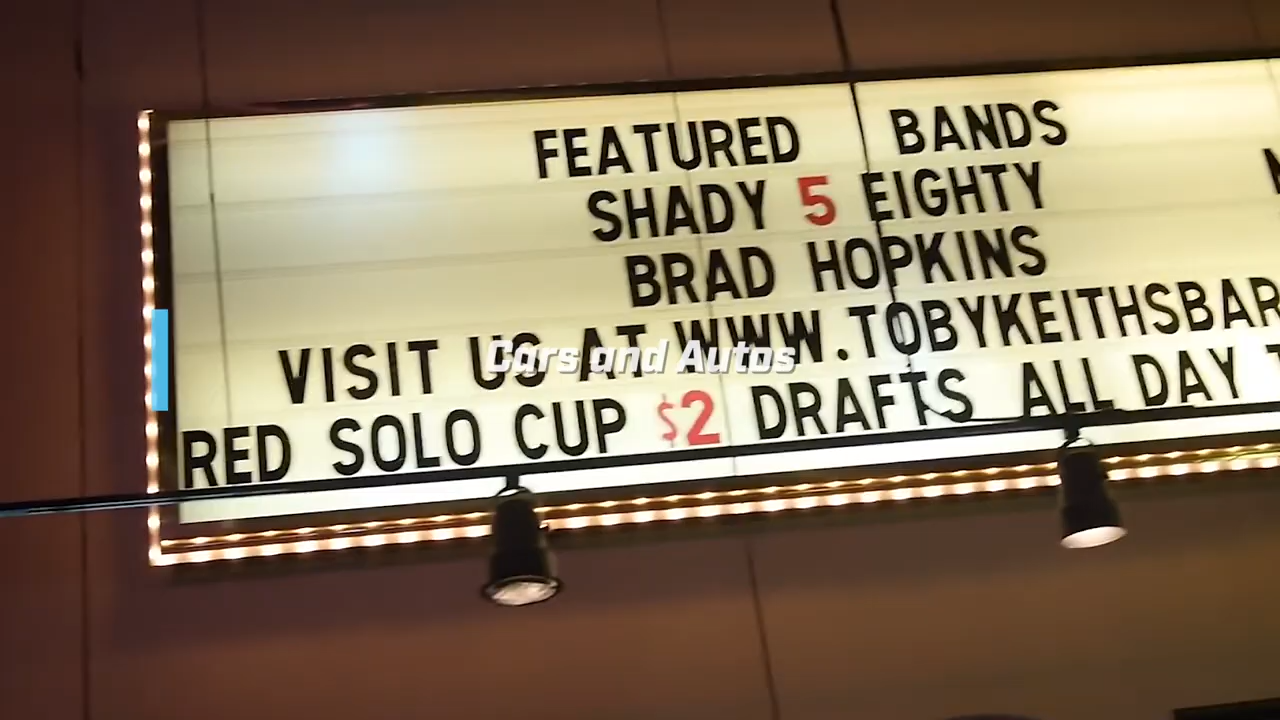 FEATURED BANDS
SHADY 5 EIGHTY
BRAD HOPKINS
VISIT US AT WWW.TOBYKEITHSBAR
Cars and Autos
RED SOLO CUP $2 DRAFTS ALL DAY